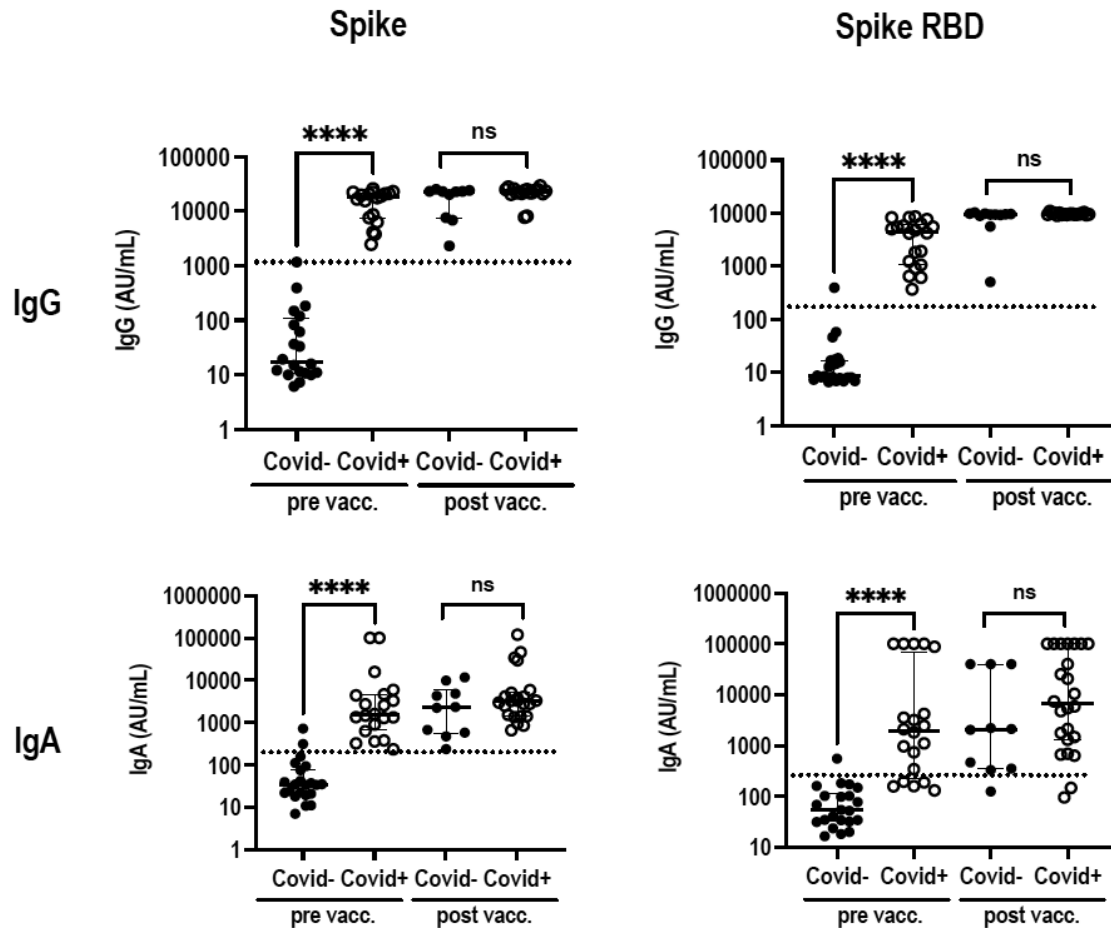 Spike
Spike RBD
IgG
IgG (AU/mL)
100000
10000
1000
100
10
1
****
ns
Covid- Covid+ Covid- Covid+
pre vacc. post vacc.
IgG (AU/mL)
100000
10000
1000
100
10
1
****
ns
Covid- Covid+ Covid- Covid+
pre vacc. post vacc.
IgA
IgA (AU/mL)
1000000
100000
10000
1000
100
10
1
****
ns
Covid- Covid+ Covid- Covid+
pre vacc. post vacc.
IgA (AU/mL)
1000000
100000
10000
1000
100
10
****
ns
Covid- Covid+ Covid- Covid+
pre vacc. post vacc.